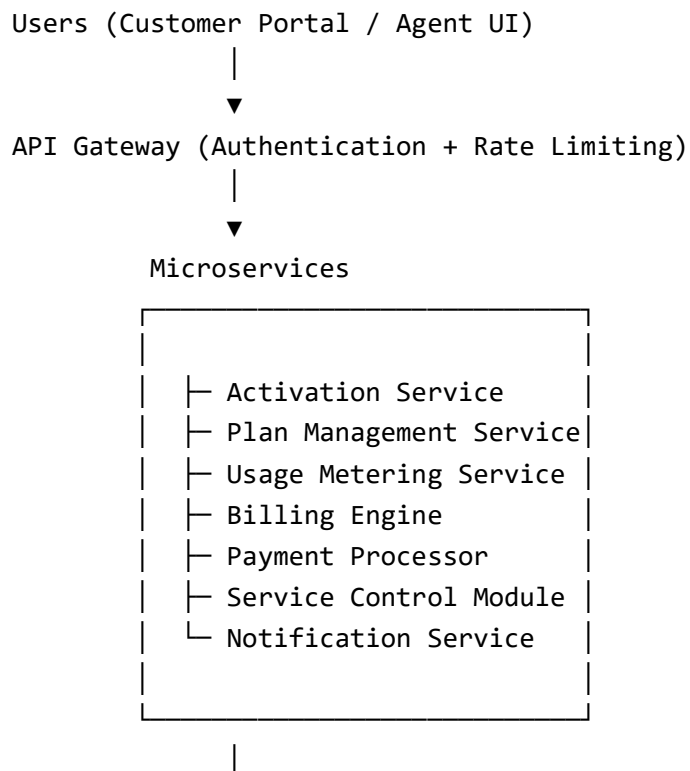 Users (Customer Portal / Agent UI)
API Gateway (Authentication + Rate Limiting)
Microservices
Activation Service
Plan Management Service
Usage Metering Service
Billing Engine
Payment Processor
Service Control Module
Notification Service